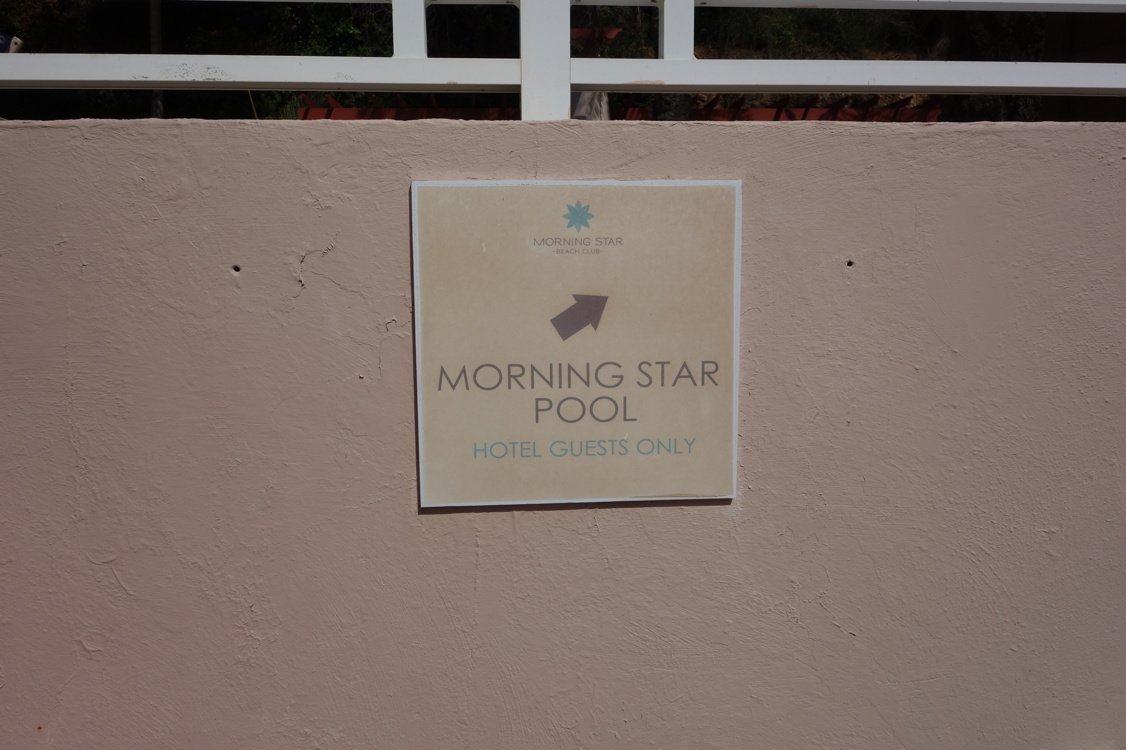 MORNING STAR
-BEACH CLUB-
MORNING STAR
POOL
HOTEL GUESTS ONLY